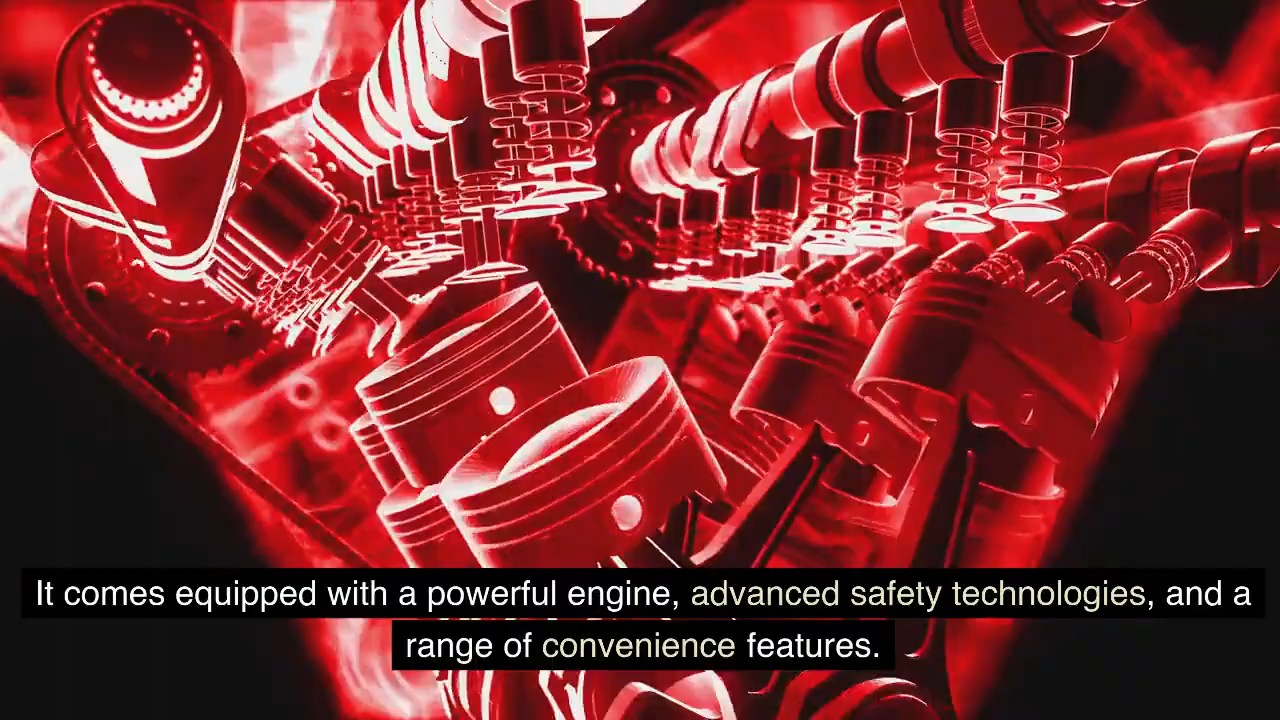 It comes equipped with a powerful engine, advanced safety technologies, and a
range of convenience features.